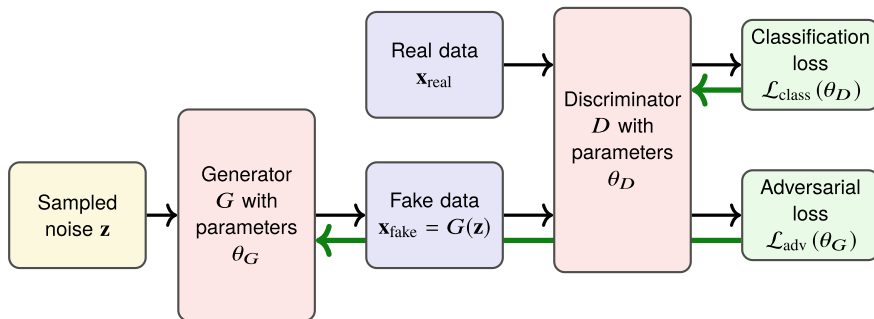 Sampled
noise z
Generator
G with
parameters
θ_G
Real data
x_real
Fake data
x_fake = G(z)
Discriminator
D with
parameters
θ_D
Classification
loss
ℒ_class (θ_D)
Adversarial
loss
ℒ_adv (θ_G)